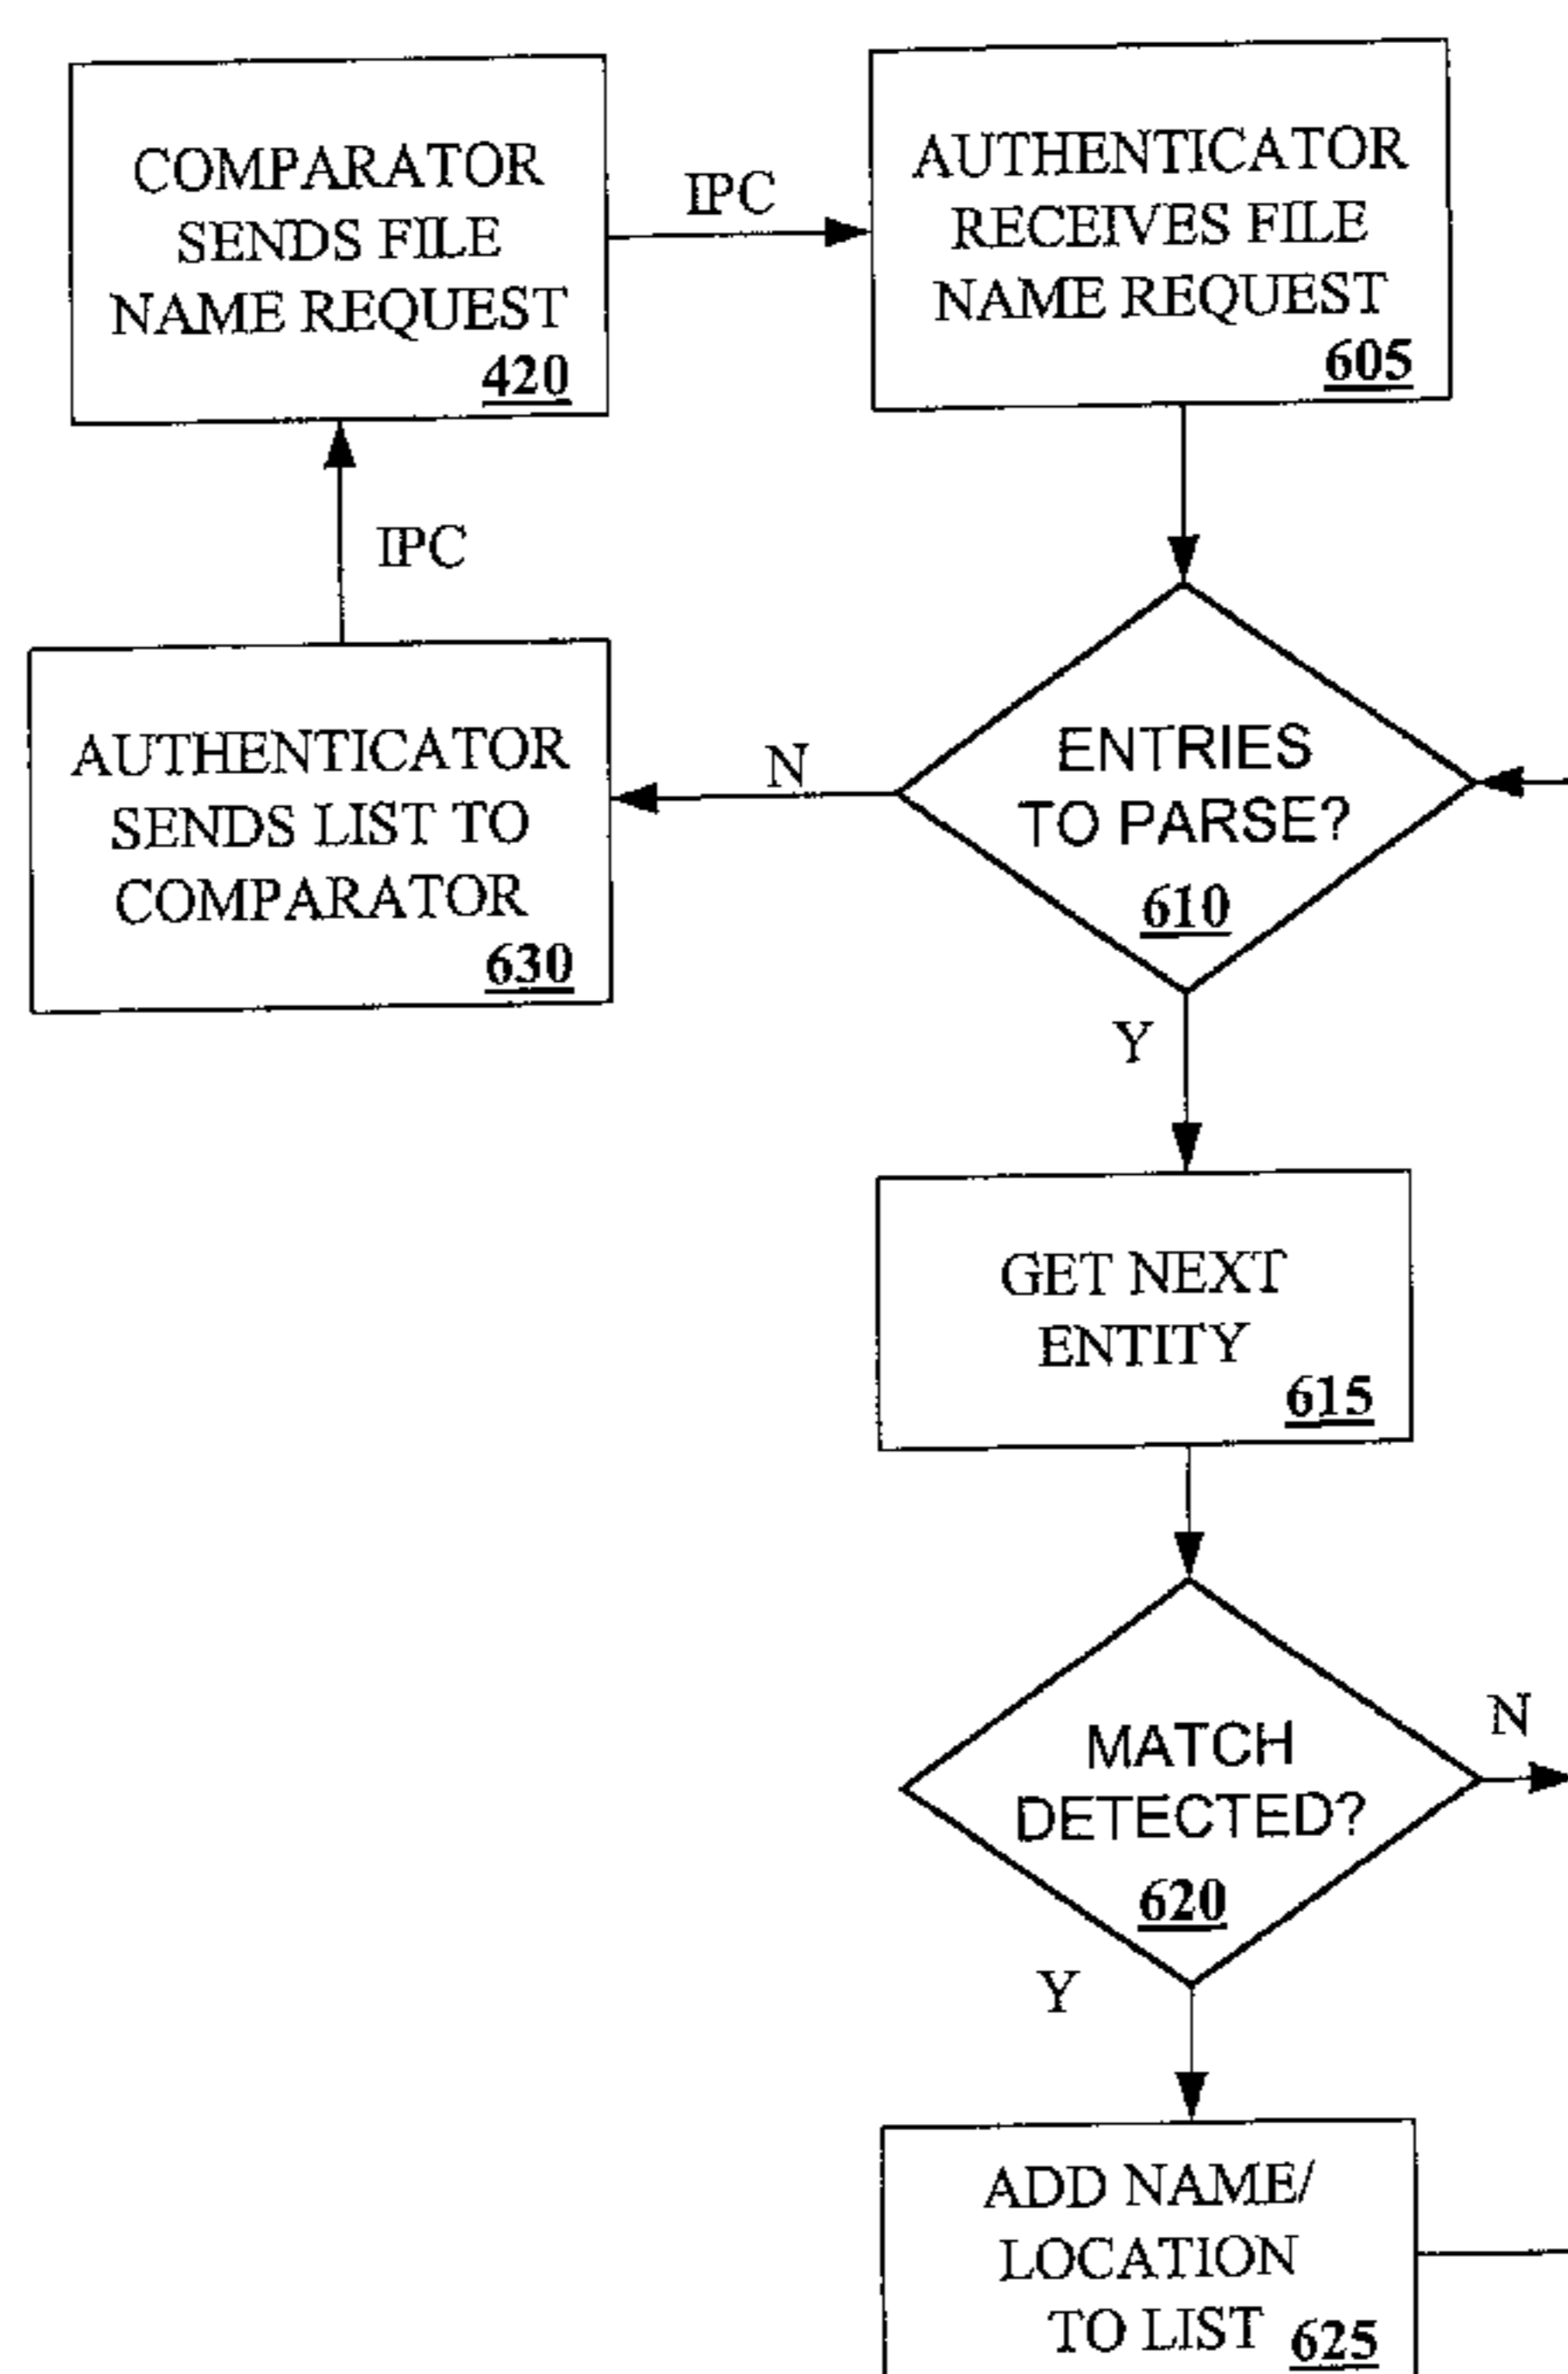 COMPARATOR
SENDS FILE
NAME REQUEST
420
IPC
AUTHENTICATOR
RECEIVES FILE
NAME REQUEST
605
IPC
AUTHENTICATOR
SENDS LIST TO
COMPARATOR
630
N
ENTRIES
TO PARSE?
610
Y
GET NEXT
ENTITY
615
MATCH
DETECTED?
620
N
Y
ADD NAME/
LOCATION
TO LIST 625